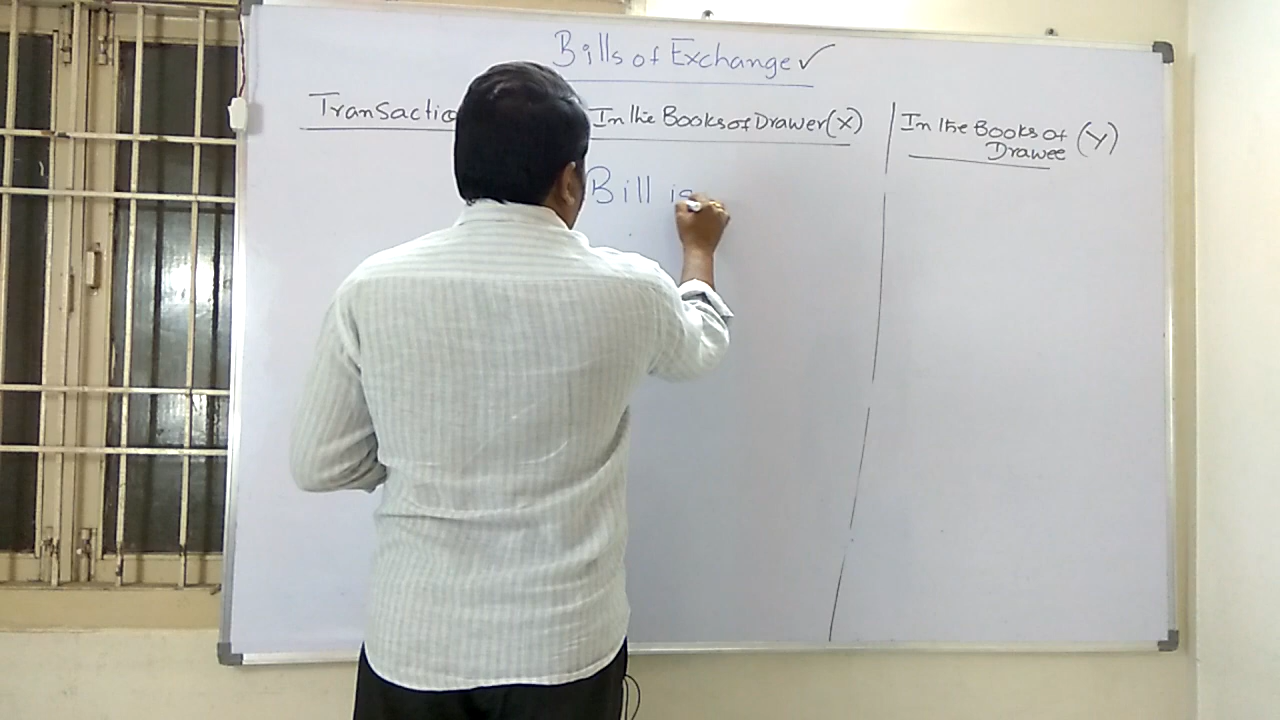 Bills of Exchange ✓
Transactio
In the Books of Drawer (X)
In the Books of Drawee (Y)
Bill is